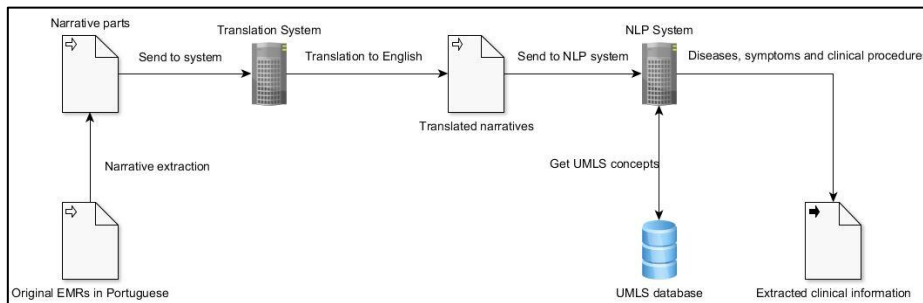 Narrative parts
Translation System
NLP System
Send to system
Translation to English
Send to NLP system
Diseases, symptoms and clinical procedure
Translated narratives
Narrative extraction
Get UMLS concepts
Original EMRs in Portuguese
UMLS database
Extracted clinical information